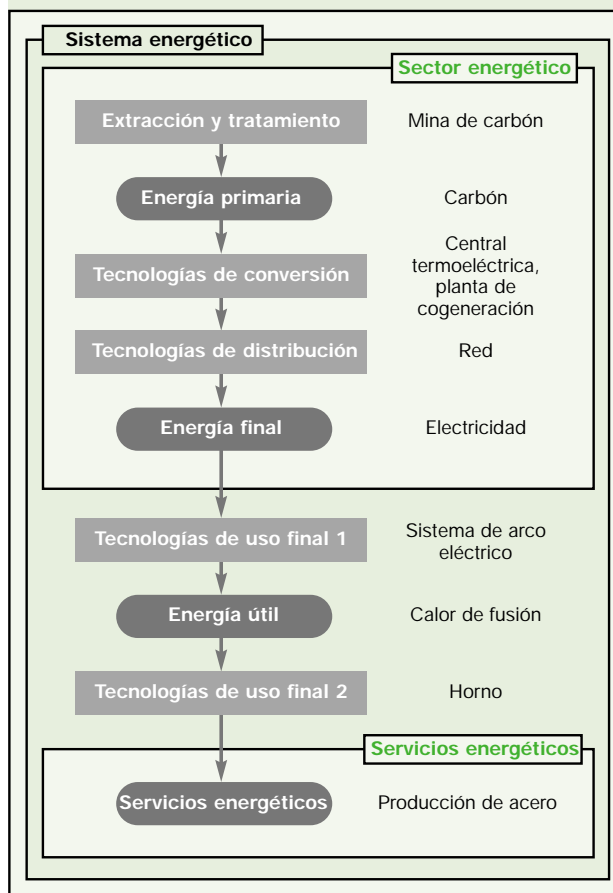 Sistema energético
Sector energético
Extracción y tratamiento
Mina de carbón
Energía primaria
Carbón
Tecnologías de conversión
Central
termoeléctrica,
planta de
cogeneración
Tecnologías de distribución
Red
Energía final
Electricidad
Tecnologías de uso final 1
Sistema de arco
eléctrico
Energía útil
Calor de fusión
Tecnologías de uso final 2
Horno
Servicios energéticos
Servicios energéticos
Producción de acero